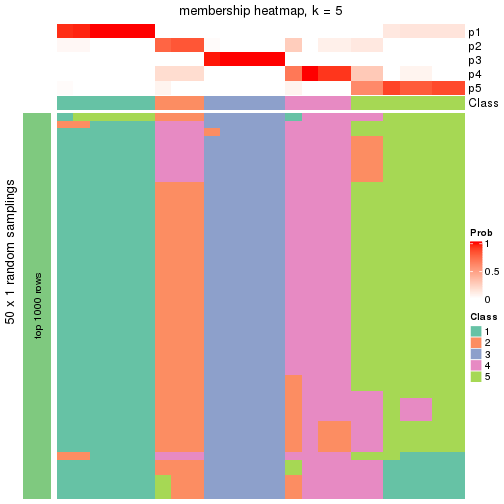 membership heatmap, k = 5
p1
p2
p3
p4
p5
Class
50 x 1 random samplings
top 1000 rows
Prob
1
0.5
0
Class
1
2
3
4
5